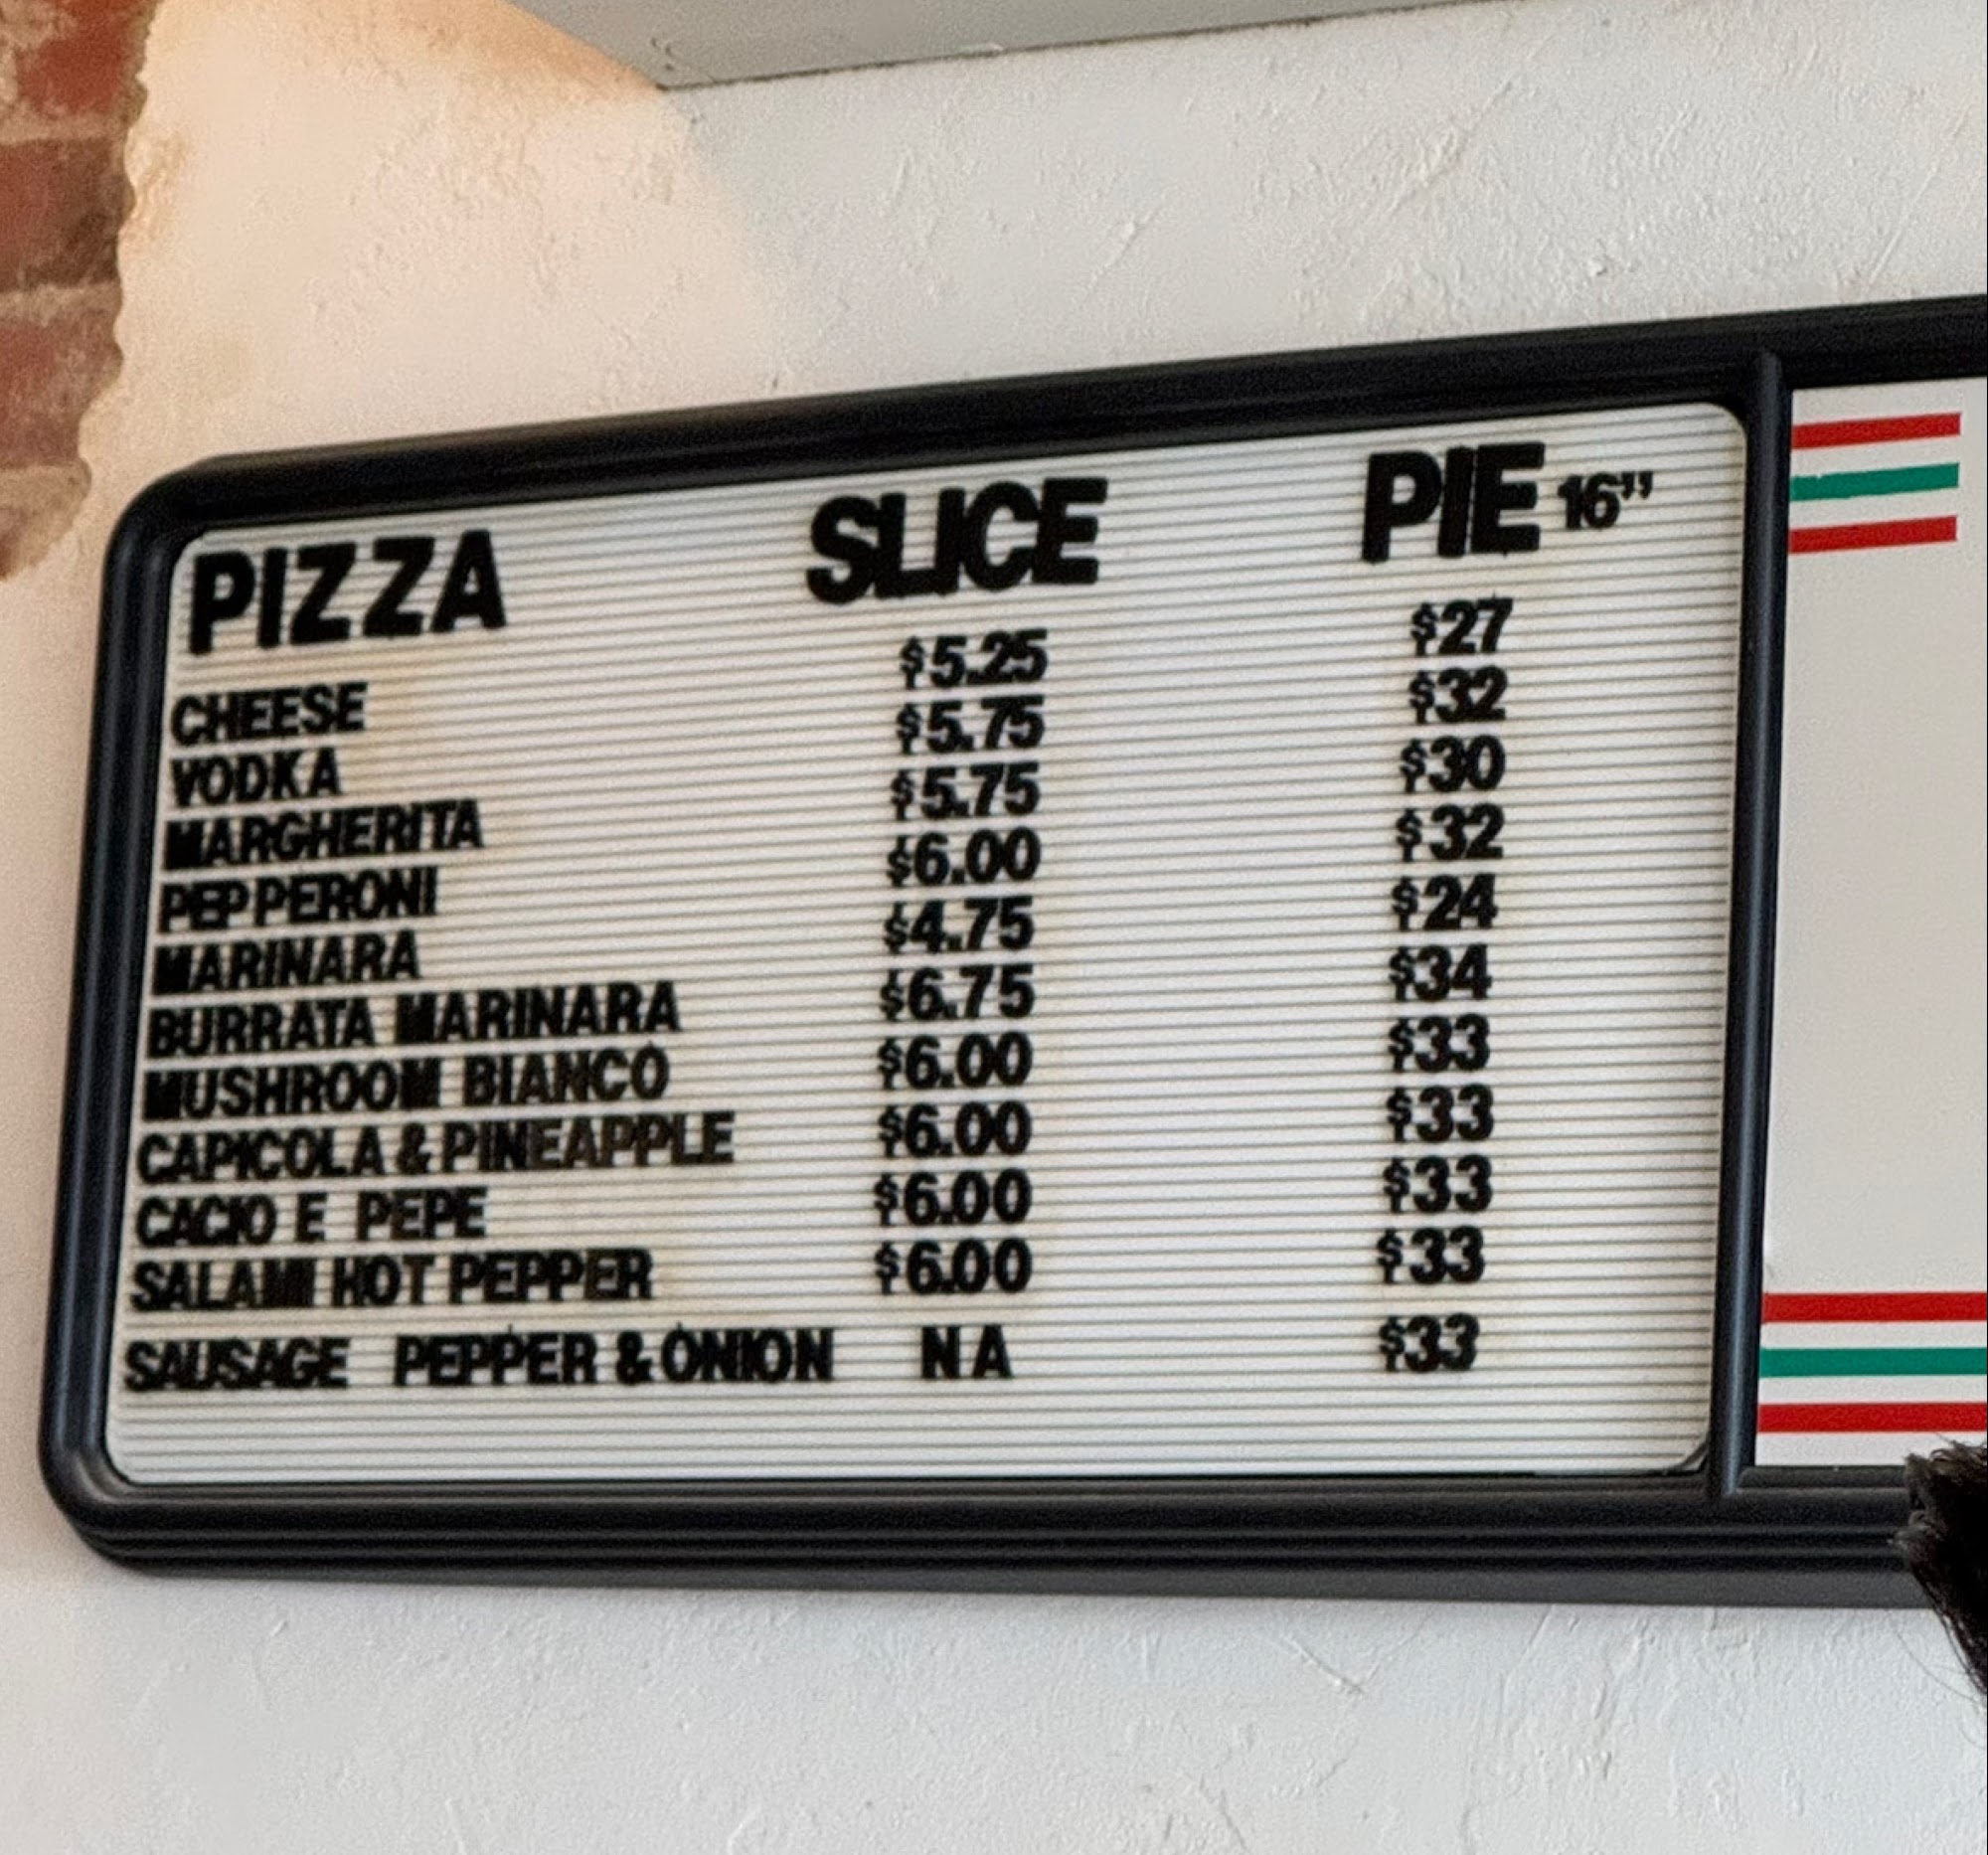 PIZZA SLICE PIE 16”
CHEESE $5.25 $27
VODKA $5.75 $32
MARGHERITA $5.75 $30
PEPPERONI $6.00 $32
MARINARA $4.75 $24
BURRATA MARINARA $6.75 $34
MUSHROOM BIANCO $6.00 $33
CAPICOLA & PINEAPPLE $6.00 $33
CACIO E PEPE $6.00 $33
SALAMI HOT PEPPER $6.00 $33
SAUSAGE PEPPER & ONION NA $33